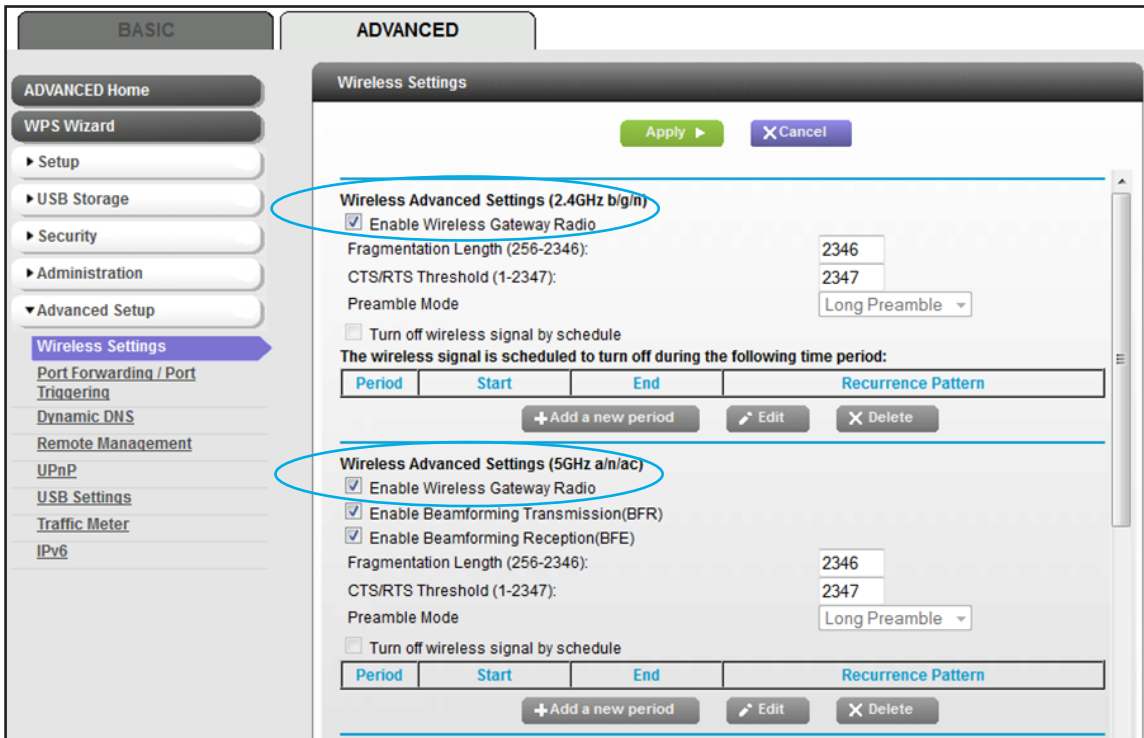 BASIC
ADVANCED
ADVANCED Home
WPS Wizard
Setup
USB Storage
Security
Administration
Advanced Setup
Wireless Settings
Port Forwarding / Port
Triggering
Dynamic DNS
Remote Management
UPnP
USB Settings
Traffic Meter
IPv6
Wireless Settings
Apply
Cancel
Wireless Advanced Settings (2.4GHz b/g/n)
Enable Wireless Gateway Radio
Fragmentation Length (256-2346): 2346
CTS/RTS Threshold (1-2347): 2347
Preamble Mode Long Preamble
Turn off wireless signal by schedule
The wireless signal is scheduled to turn off during the following time period:
Period Start End Recurrence Pattern
Add a new period Edit Delete
Wireless Advanced Settings (5GHz a/n/ac)
Enable Wireless Gateway Radio
Enable Beamforming Transmission(BFR)
Enable Beamforming Reception(BFE)
Fragmentation Length (256-2346): 2346
CTS/RTS Threshold (1-2347): 2347
Preamble Mode Long Preamble
Turn off wireless signal by schedule
Period Start End Recurrence Pattern
Add a new period Edit Delete